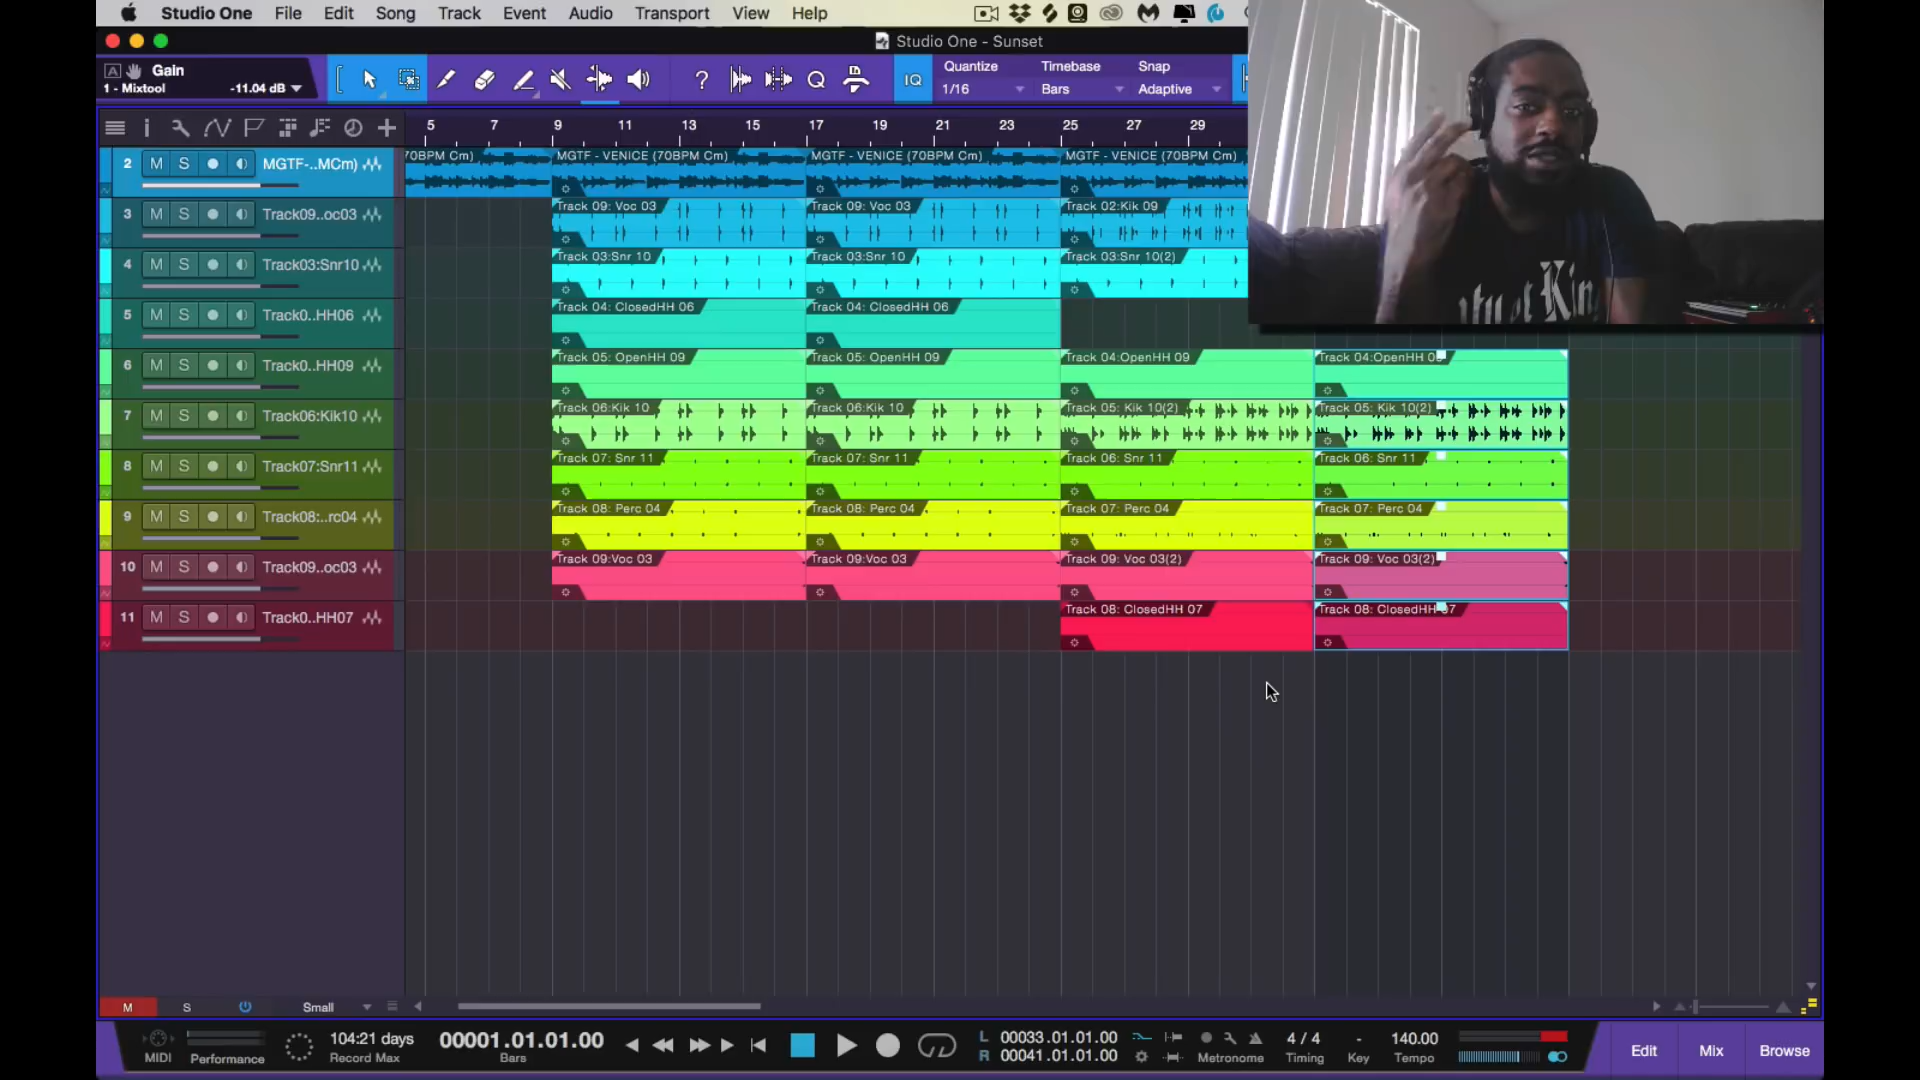 Studio One File Edit Song Track Event Audio Transport View Help
Studio One - Sunset
A Gain
1 - Mixtool -11.04 dB
? Q IQ
Quantize Timebase Snap
1/16 Bars Adaptive
5 7 9 11 13 15 17 19 21 23 25 27 29
2 M S MGTF-..MCm) 70BPM Cm) MGTF - VENICE (70BPM Cm) MGTF - VENICE (70BPM Cm) MGTF - VENICE (70BPM Cm)
3 M S Track09..oc03 Track 09: Voc 03 Track 09: Voc 03 Track 02:Kik 09
4 M S Track03:Snr10 Track 03:Snr 10 Track 03:Snr 10 Track 03:Snr 10(2)
5 M S Track0..HH06 Track 04: ClosedHH 06 Track 04: ClosedHH 06
6 M S Track0..HH09 Track 05: OpenHH 09 Track 05: OpenHH 09 Track 04:OpenHH 09 Track 04:OpenHH
7 M S Track06:Kik10 Track 06:Kik 10 Track 06:Kik 10 Track 05: Kik 10(2) Track 05: Kik 10(2)
8 M S Track07:Snr11 Track 07: Snr 11 Track 07: Snr 11 Track 06: Snr 11 Track 06: Snr 11
9 M S Track08:..rc04 Track 08: Perc 04 Track 08: Perc 04 Track 07: Perc 04 Track 07: Perc 04
10 M S Track09..oc03 Track 09:Voc 03 Track 09:Voc 03 Track 09: Voc 03(2) Track 09: Voc 03(2)
11 M S Track0..HH07 Track 08: ClosedHH 07 Track 08: ClosedHH 07
M S Small
MIDI Performance
104:21 days
Record Max
00001.01.01.00
Bars
L 00033.01.01.00
R 00041.01.01.00
Metronome
4 / 4
Timing
-
Key
140.00
Tempo
Edit Mix Browse